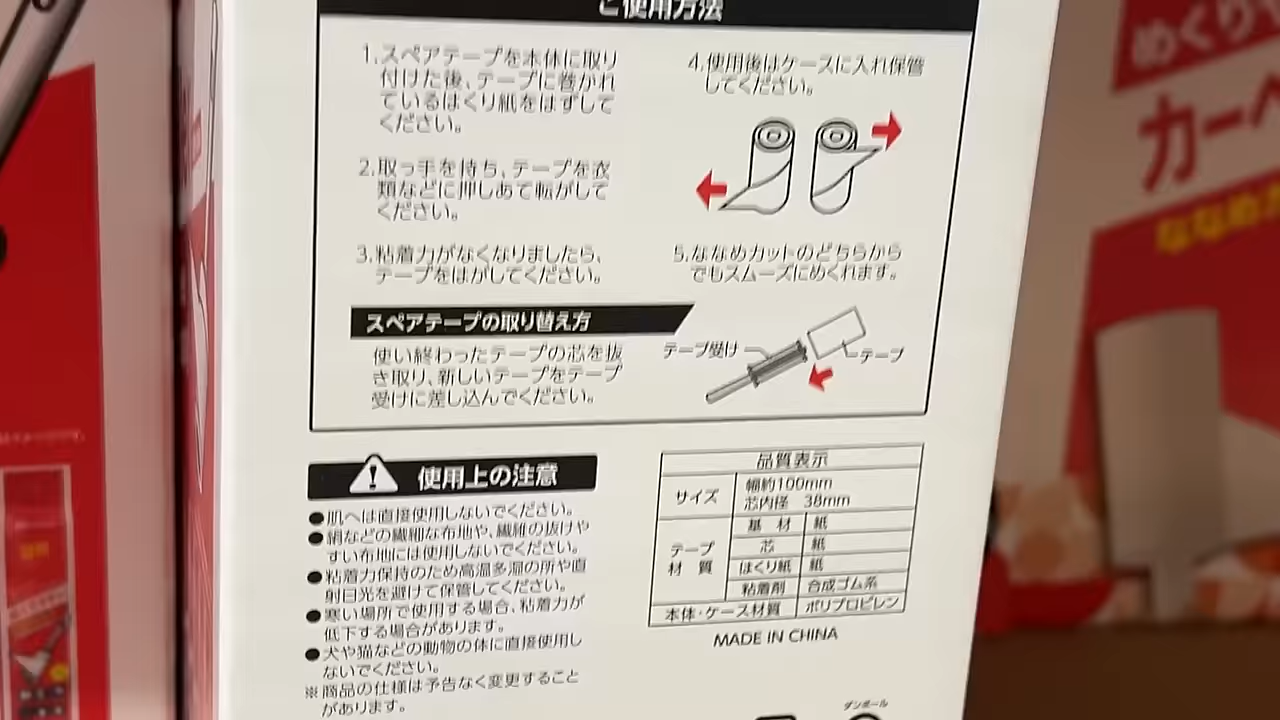 ご使用方法
1.スペアテープを本体に取り
付けた後、テープに巻かれ
ているはくり紙をはずして
ください。
2.取っ手を持ち、テープを衣
類などに押しあて転がして
ください。
3.粘着力がなくなりましたら、
テープをはがしてください。
4.使用後はケースに入れ保管
してください。
5.ななめカットのどちらから
でもスムーズにめくれます。
スペアテープの取り替え方
使い終わったテープの芯を抜
き取り、新しいテープをテープ
受けに差し込んでください。
テープ受け
テープ
使用上の注意
●肌へは直接使用しないでください。
●絹などの繊細な布地や、繊維の抜けや
すい布地には使用しないでください。
●粘着力保持のため高温多湿の所や直
射日光を避けて保管してください。
●寒い場所で使用する場合、粘着力が
低下する場合があります。
●犬や猫などの動物の体に直接使用し
ないでください。
※商品の仕様は予告なく変更すること
があります。
品質表示
サイズ 幅約100mm
芯内径 38mm
テープ材質 基材 紙
芯 紙
はくり紙 紙
粘着剤 合成ゴム系
本体・ケース材質 ポリプロピレン
MADE IN CHINA
ダンボール
めくりや
カーペ
ななめカ